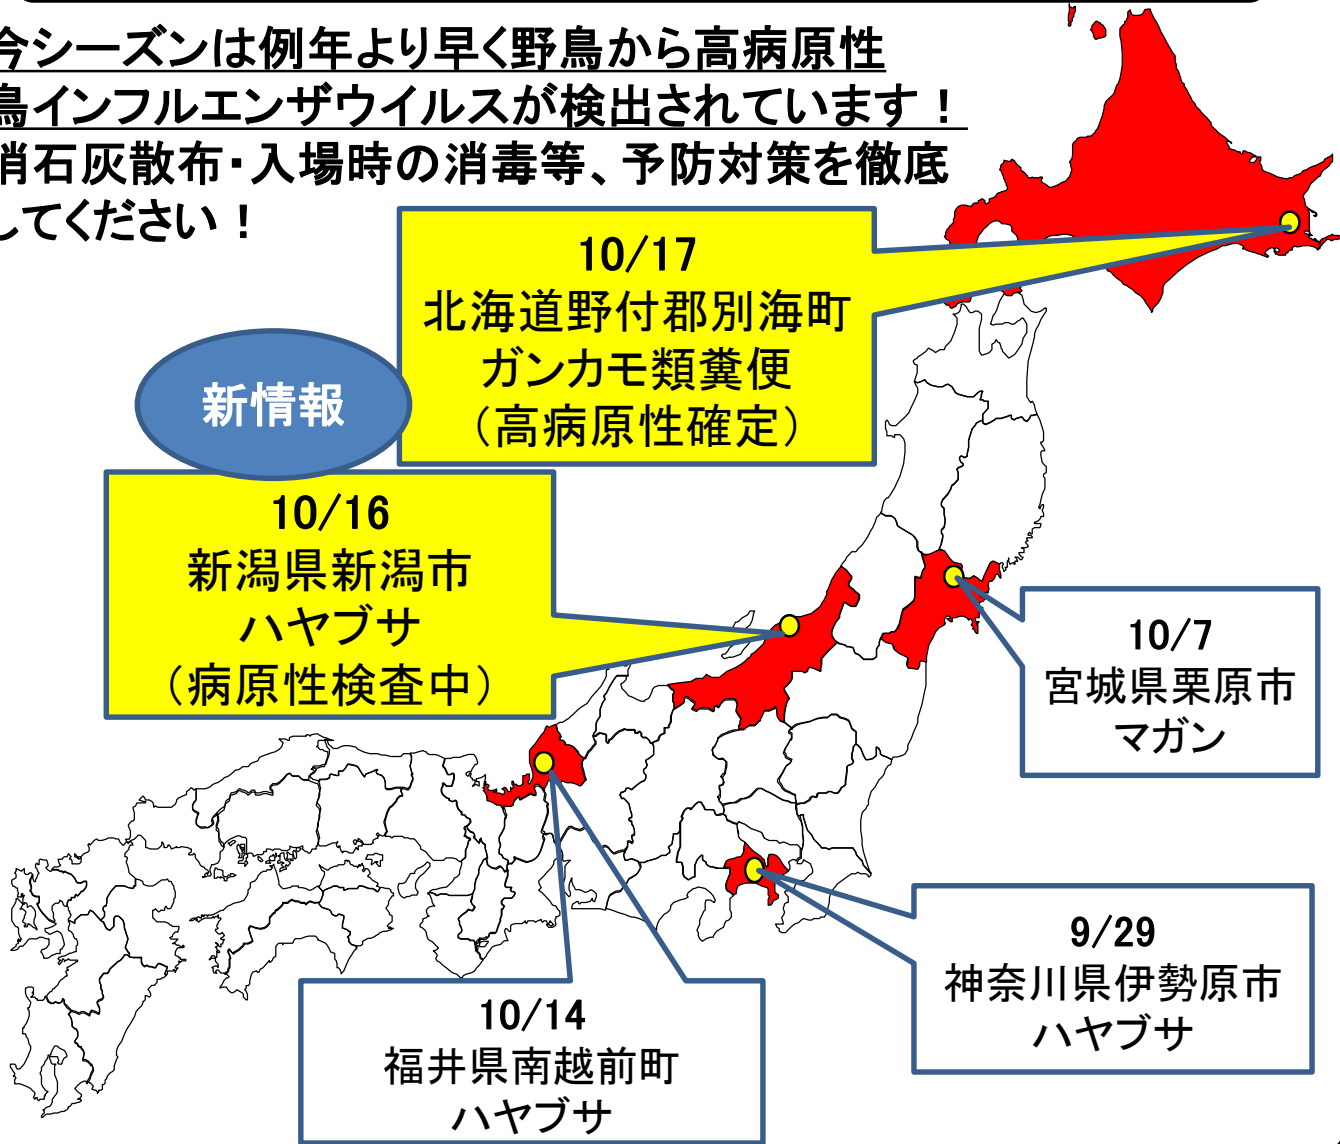 今シーズンは例年より早く野鳥から高病原性
鳥インフルエンザウイルスが検出されています！
消石灰散布・入場時の消毒等、予防対策を徹底
してください！
10/17
北海道野付郡別海町
ガンカモ類糞便
（高病原性確定）
新情報
10/16
新潟県新潟市
ハヤブサ
（病原性検査中）
10/7
宮城県栗原市
マガン
9/29
神奈川県伊勢原市
ハヤブサ
10/14
福井県南越前町
ハヤブサ